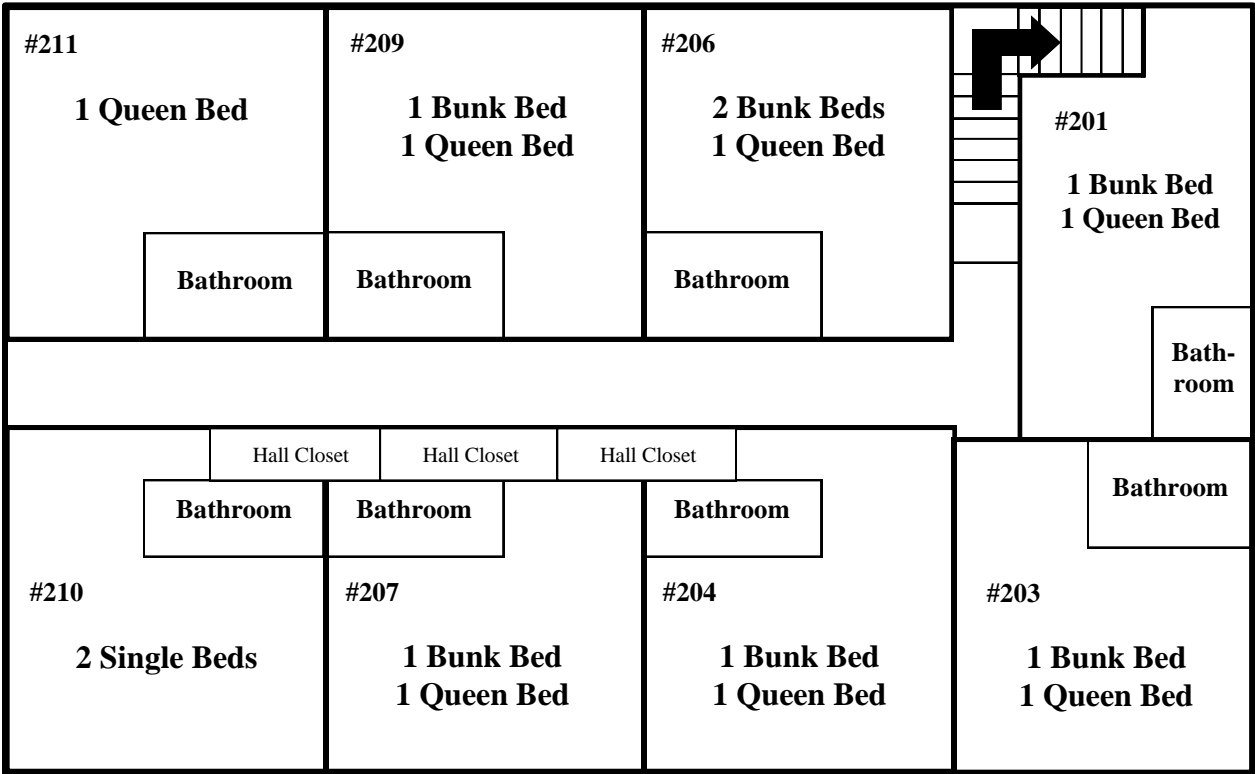 #211
1 Queen Bed
Bathroom
#209
1 Bunk Bed
1 Queen Bed
Bathroom
#206
2 Bunk Beds
1 Queen Bed
Bathroom
#201
1 Bunk Bed
1 Queen Bed
Bath-
room
Hall Closet
Hall Closet
Hall Closet
Bathroom
#210
2 Single Beds
Bathroom
#207
1 Bunk Bed
1 Queen Bed
Bathroom
#204
1 Bunk Bed
1 Queen Bed
Bathroom
#203
1 Bunk Bed
1 Queen Bed